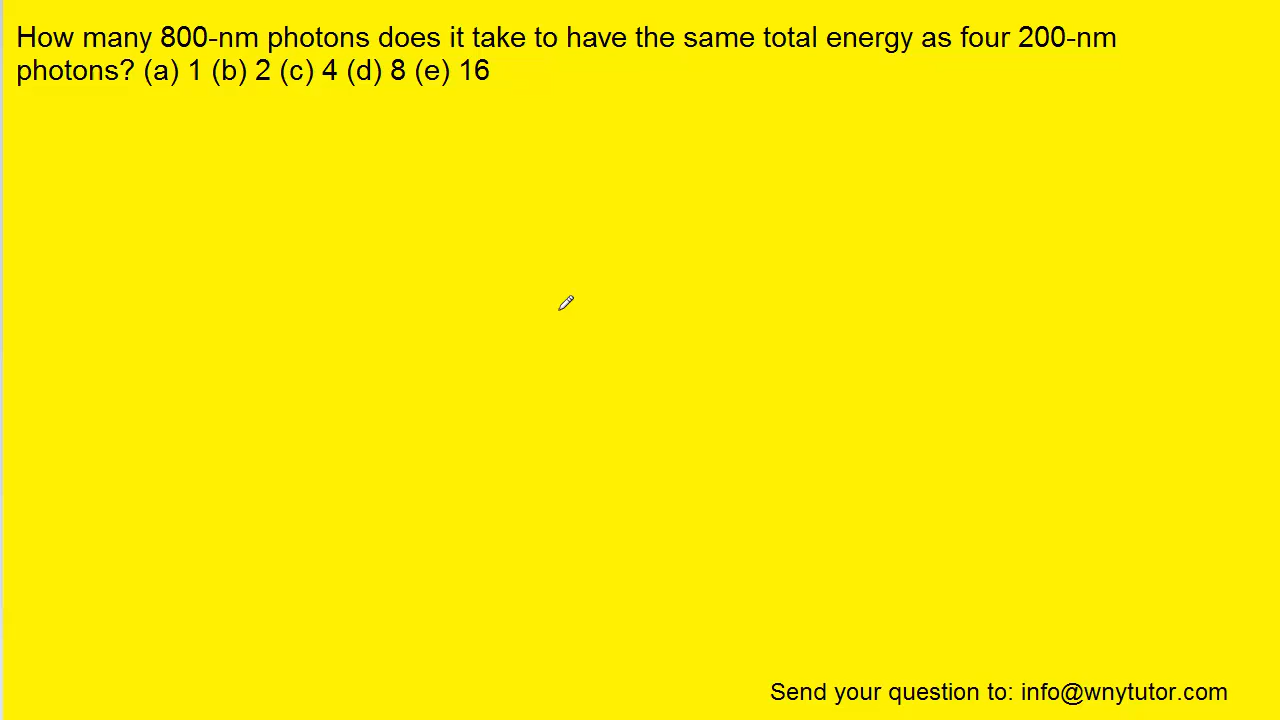 How many 800-nm photons does it take to have the same total energy as four 200-nm
photons? (a) 1 (b) 2 (c) 4 (d) 8 (e) 16
Send your question to: info@wnytutor.com